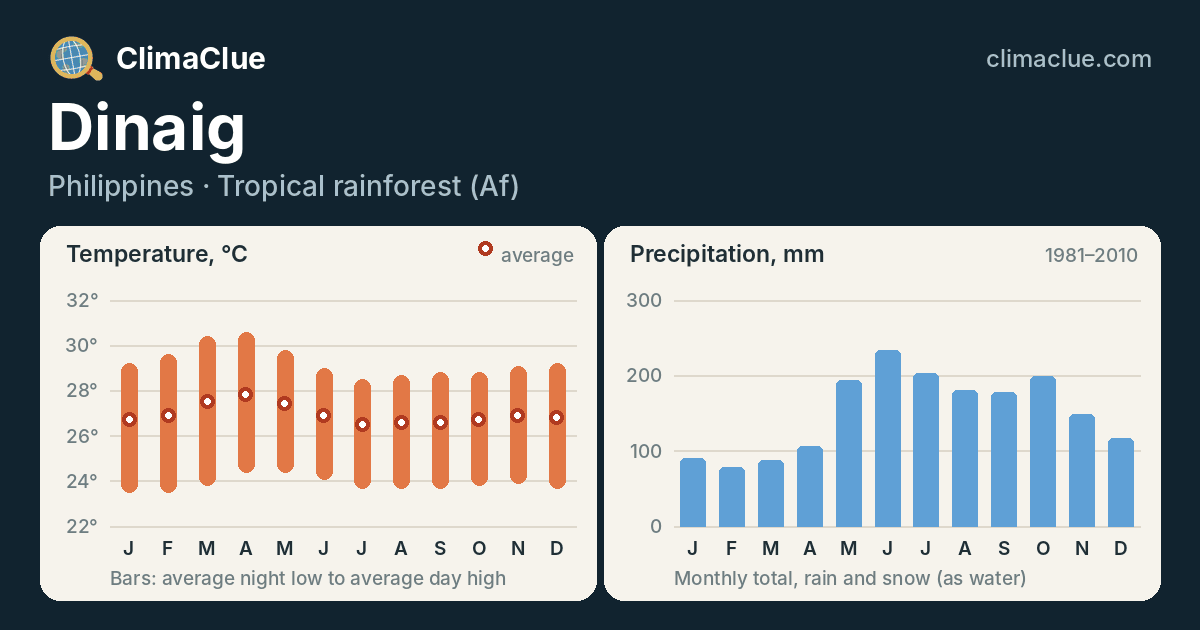 ClimaClue
climaclue.com
Dinaig
Philippines · Tropical rainforest (Af)
Temperature, °C
average
32°
30°
28°
26°
24°
22°
J F M A M J J A S O N D
Bars: average night low to average day high
Precipitation, mm
1981–2010
300
200
100
0
J F M A M J J A S O N D
Monthly total, rain and snow (as water)